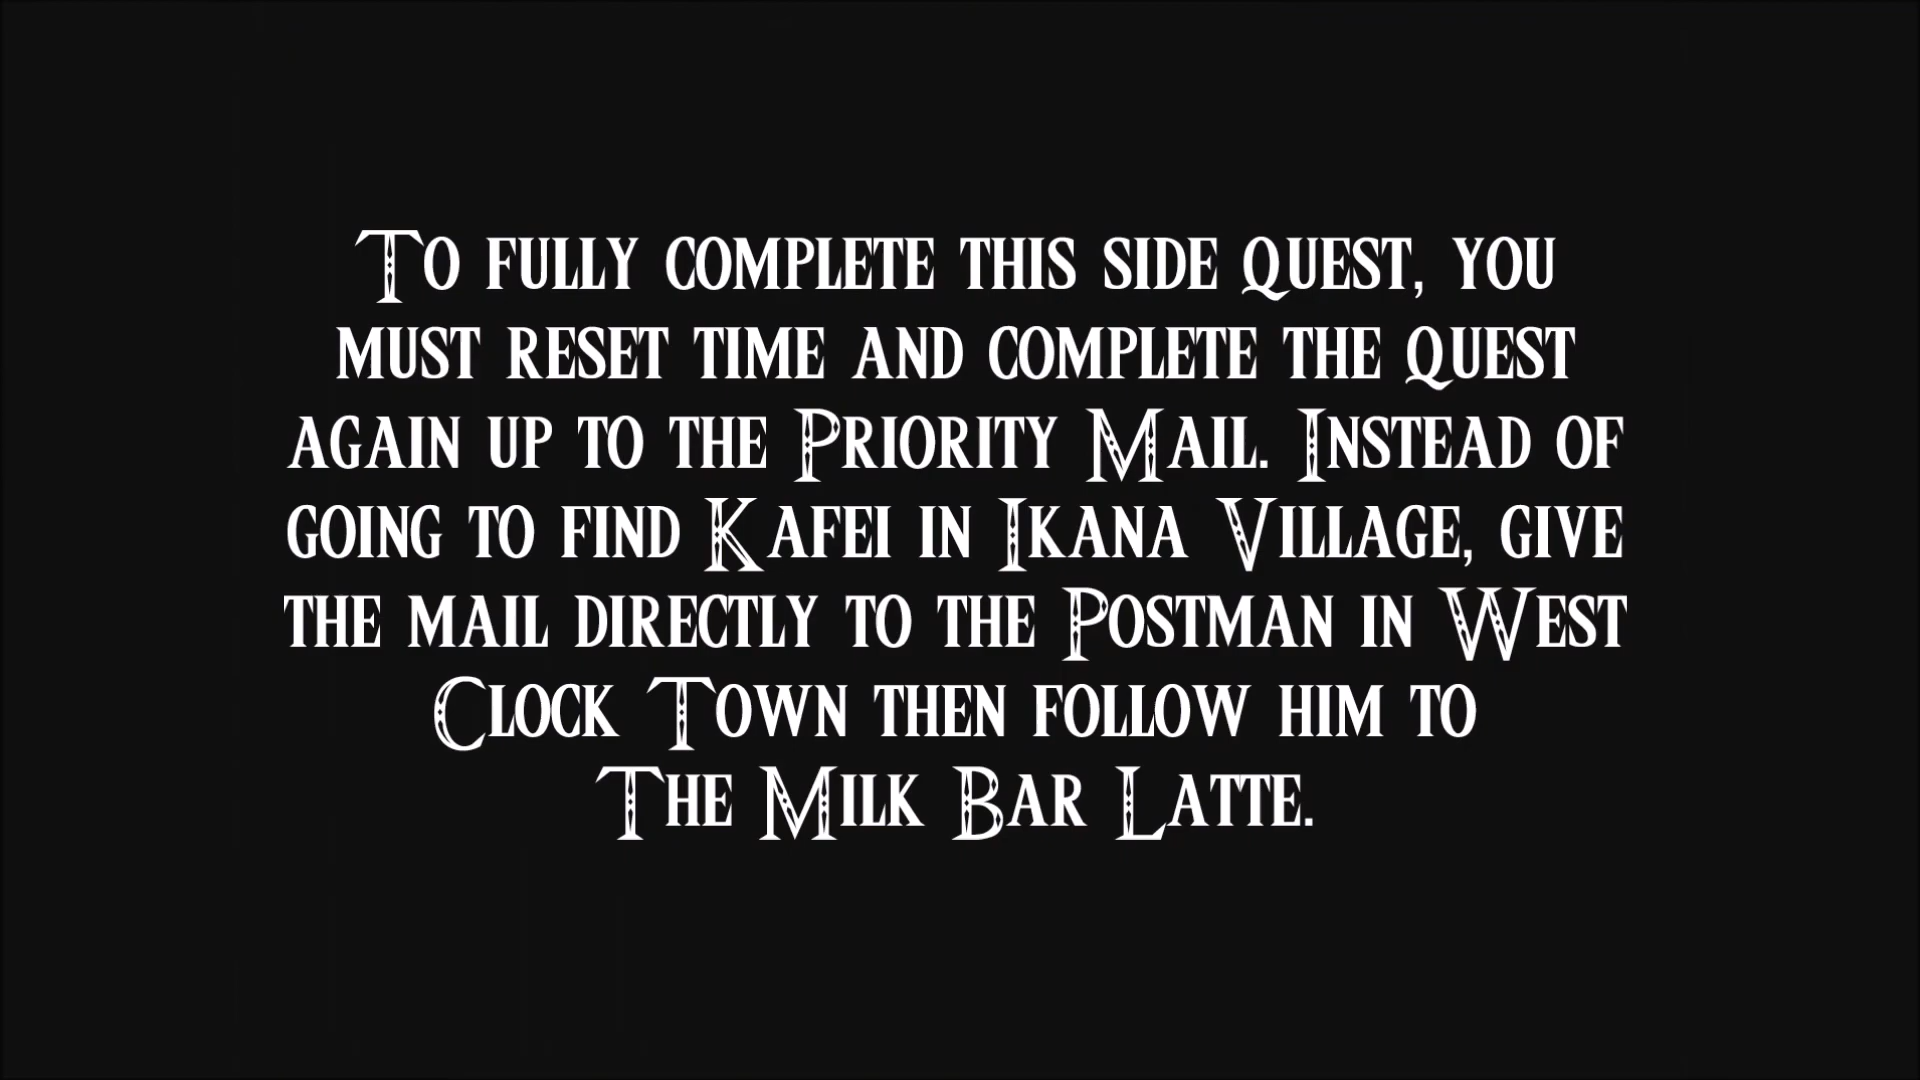 To fully complete this side quest, you
must reset time and complete the quest
again up to the Priority Mail. Instead of
going to find Kafei in Ikana Village, give
the mail directly to the Postman in West
Clock Town then follow him to
The Milk Bar Latte.